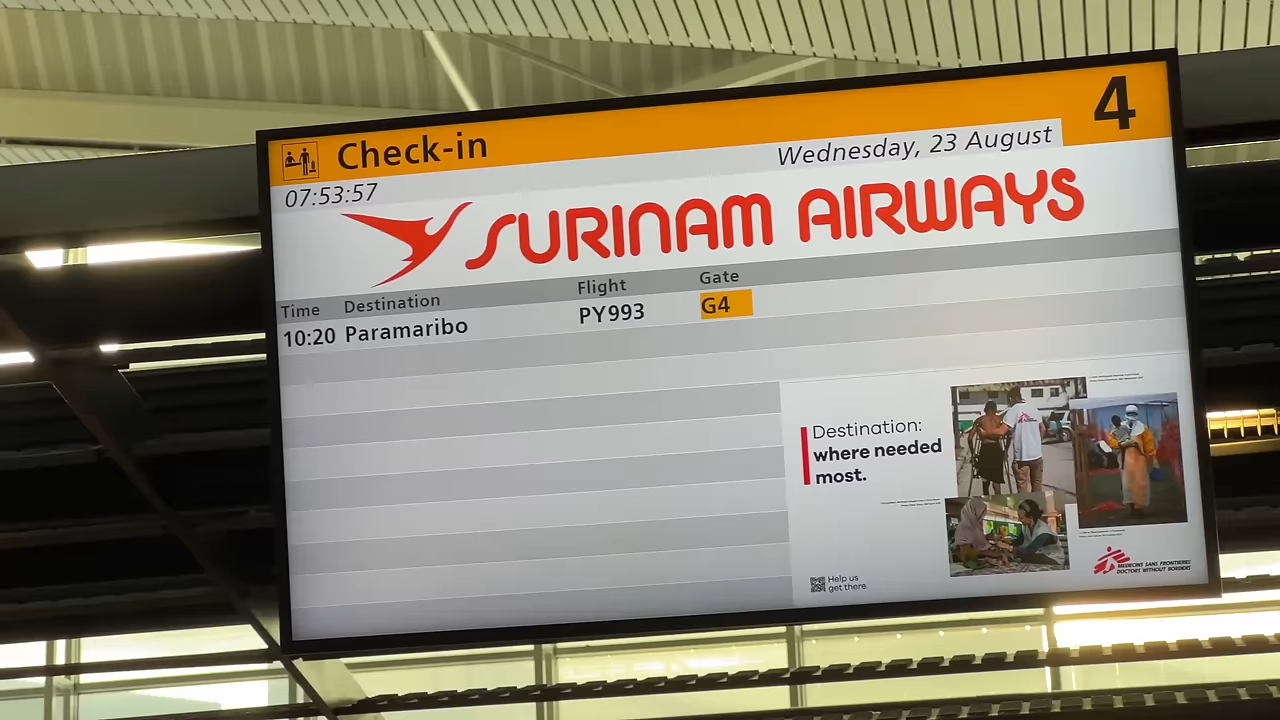 Check-in
4
Wednesday, 23 August
07:53:57
SURINAM AIRWAYS
Time Destination Flight Gate
10:20 Paramaribo PY993 G4
Destination:
where needed
most.
Help us
get there.
MEDECINS SANS FRONTIERES
DOCTORS WITHOUT BORDERS